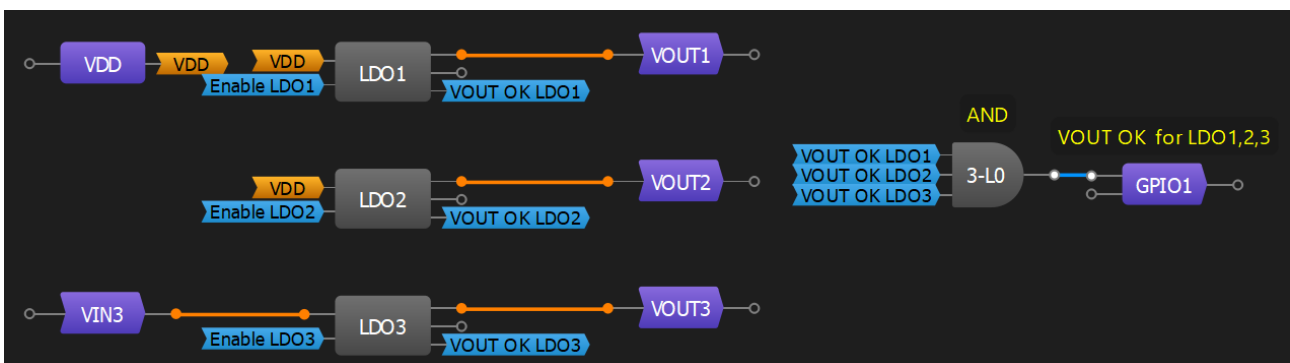 VDD
VDD
VDD
Enable LDO1
LDO1
VOUT OK LDO1
VOUT1
VDD
Enable LDO2
LDO2
VOUT OK LDO2
VOUT2
VIN3
Enable LDO3
LDO3
VOUT OK LDO3
VOUT3
AND
VOUT OK LDO1
VOUT OK LDO2
VOUT OK LDO3
3-L0
VOUT OK for LDO1,2,3
GPIO1